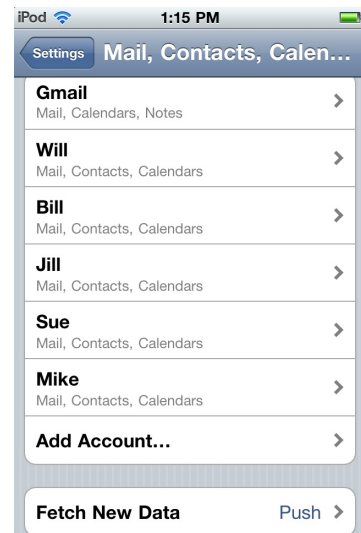 iPod 1:15 PM
Settings Mail, Contacts, Calen...
Gmail
Mail, Calendars, Notes
Will
Mail, Contacts, Calendars
Bill
Mail, Contacts, Calendars
Jill
Mail, Contacts, Calendars
Sue
Mail, Contacts, Calendars
Mike
Mail, Contacts, Calendars
Add Account...
Fetch New Data Push